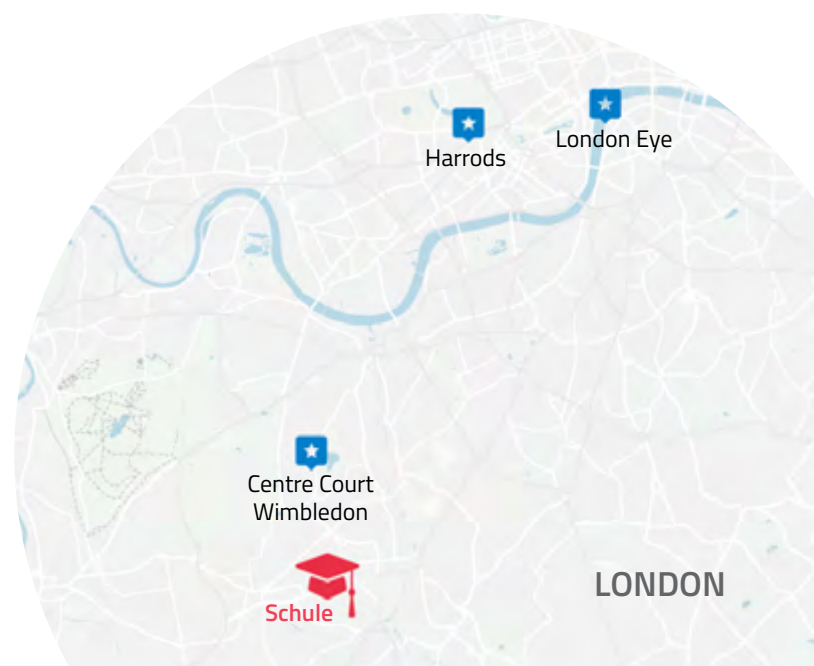 Harrods
London Eye
Centre Court
Wimbledon
LONDON
Schule